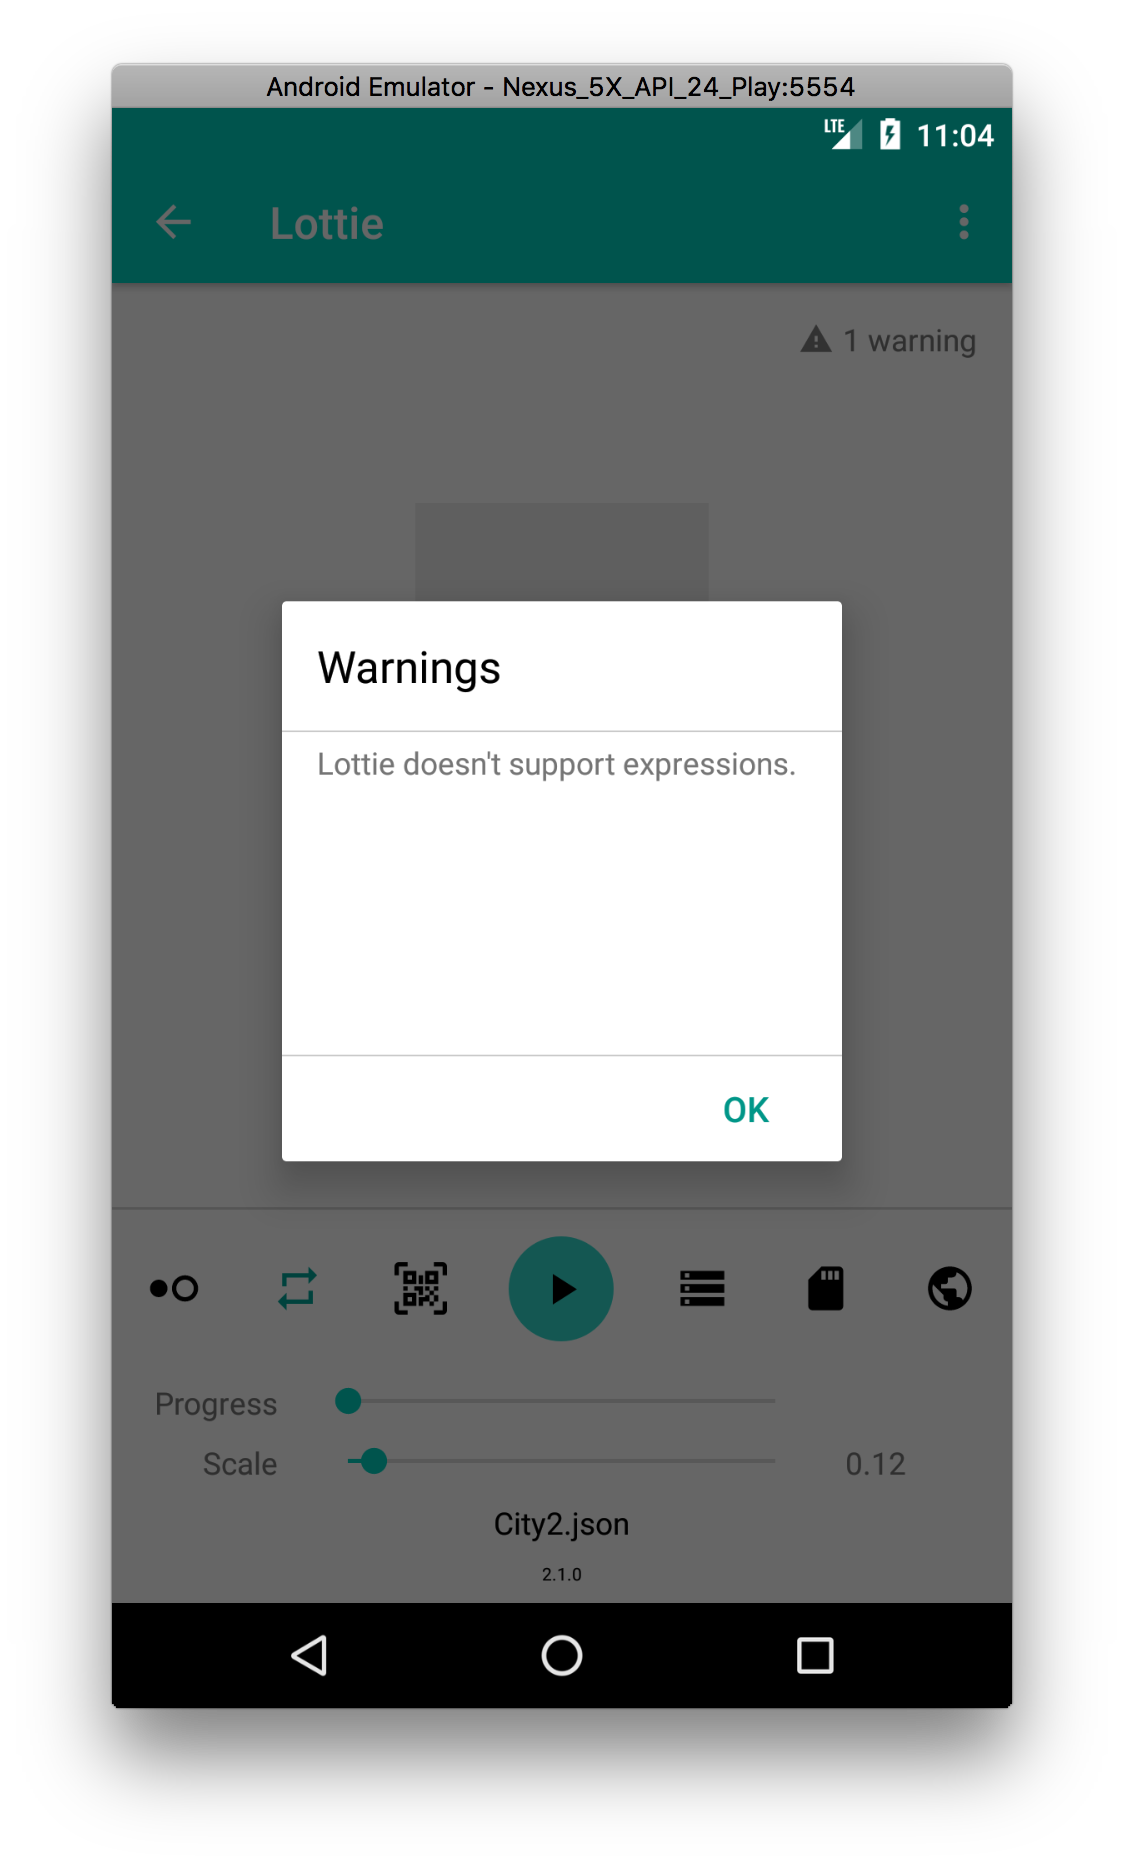 Android Emulator - Nexus_5X_API_24_Play:5554
LTE 11:04
Lottie
1 warning
Warnings
Lottie doesn't support expressions.
OK
Progress
Scale 0.12
City2.json
2.1.0